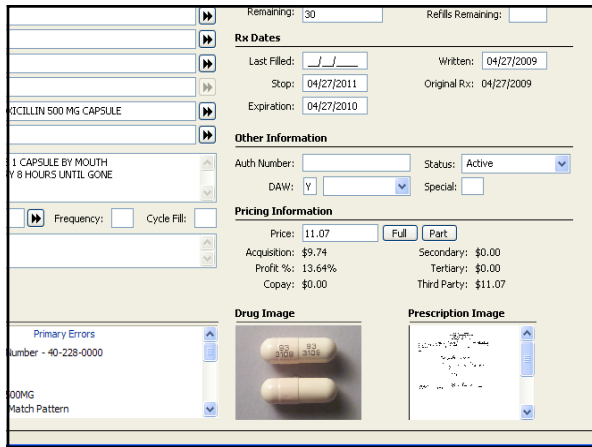 Remaining: 30 Refills Remaining:
Rx Dates
Last Filled: __/__/____ Written: 04/27/2009
Stop: 04/27/2011 Original Rx: 04/27/2009
Expiration: 04/27/2010
XICILLIN 500 MG CAPSULE
Other Information
1 CAPSULE BY MOUTH
Y 8 HOURS UNTIL GONE
Auth Number: Status: Active
DAW: Y Special:
Pricing Information
Frequency: Cycle Fill:
Price: 11.07 Full Part
Acquisition: $9.74 Secondary: $0.00
Profit %: 13.64% Tertiary: $0.00
Copay: $0.00 Third Party: $11.07
Drug Image Prescription Image
Primary Errors
Number - 40-228-0000
500MG
Match Pattern
93 93
3109 3109